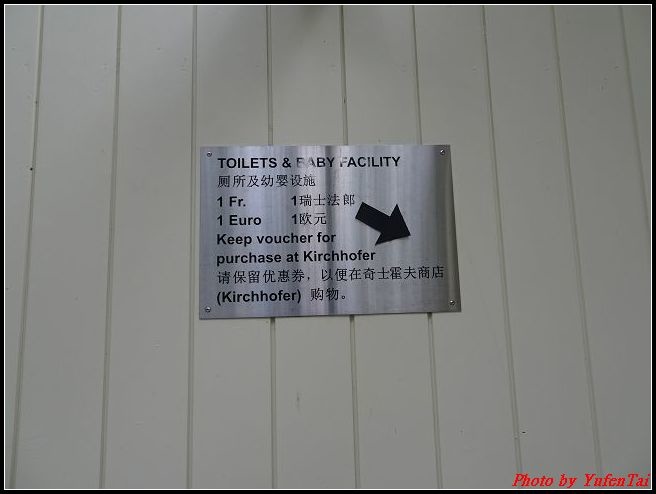 TOILETS & BABY FACILITY
厕所及幼婴设施
1 Fr. 1瑞士法郎
1 Euro 1欧元
Keep voucher for
purchase at Kirchhofer
请保留优惠券，以便在奇士霍夫商店
(Kirchhofer) 购物。
Photo by YufenTai